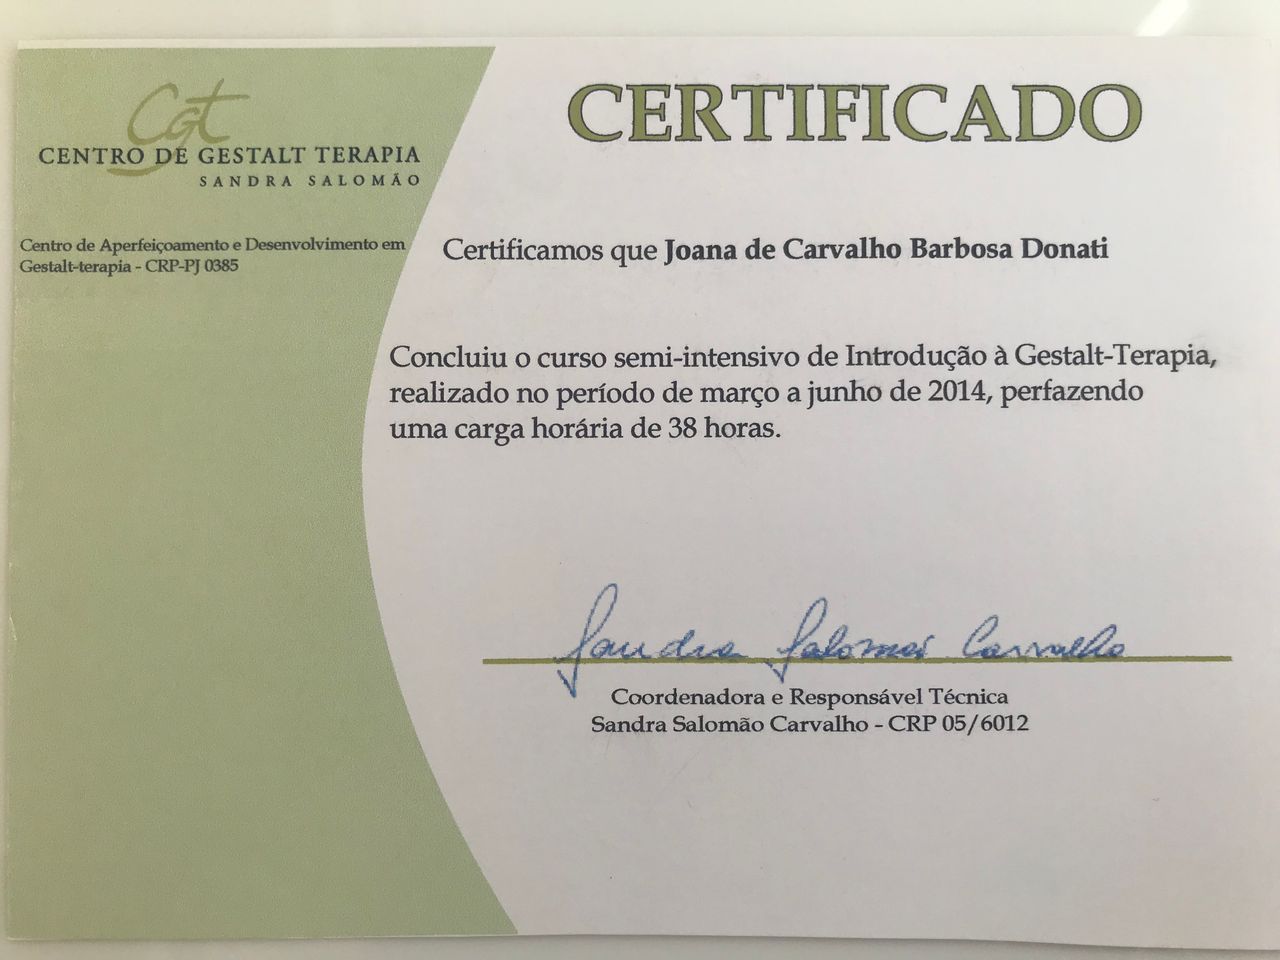 Cgt
CENTRO DE GESTALT TERAPIA
SANDRA SALOMÃO
Centro de Aperfeiçoamento e Desenvolvimento em
Gestalt-terapia - CRP-PJ 0385
CERTIFICADO
Certificamos que Joana de Carvalho Barbosa Donati
Concluiu o curso semi-intensivo de Introdução à Gestalt-Terapia,
realizado no período de março a junho de 2014, perfazendo
uma carga horária de 38 horas.
Sandra Salomão Carvalho
Coordenadora e Responsável Técnica
Sandra Salomão Carvalho - CRP 05/6012